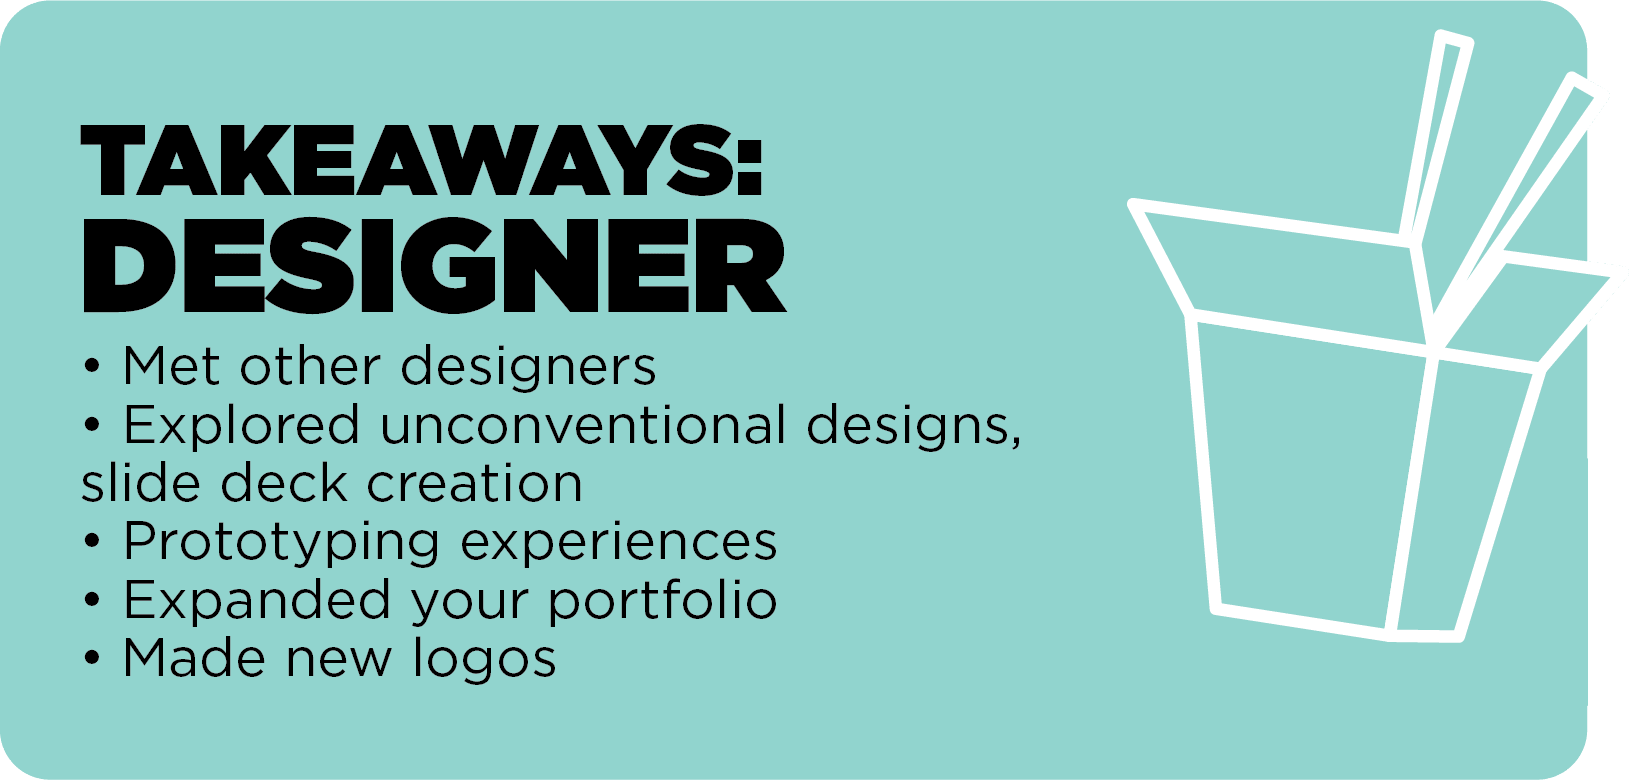 TAKEAWAYS:
DESIGNER
• Met other designers
• Explored unconventional designs,
slide deck creation
• Prototyping experiences
• Expanded your portfolio
• Made new logos